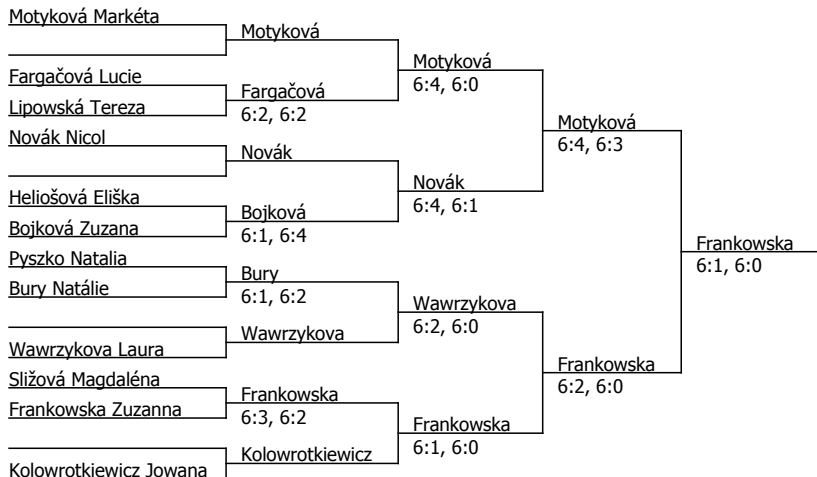 Motyková Markéta
Fargačová Lucie
Lipowská Tereza
Novák Nicol
Heliošová Eliška
Bojková Zuzana
Pyszko Natalia
Bury Natálie
Wawrzykova Laura
Sližová Magdaléna
Frankowska Zuzanna
Kolowrotkiewicz Jowana
Motyková
Fargačová
6:2, 6:2
Novák
Bojková
6:1, 6:4
Bury
6:1, 6:2
Wawrzykova
Frankowska
6:3, 6:2
Kolowrotkiewicz
Motyková
6:4, 6:0
Novák
6:4, 6:1
Wawrzykova
6:2, 6:0
Frankowska
6:1, 6:0
Motyková
6:4, 6:3
Frankowska
6:2, 6:0
Frankowska
6:1, 6:0